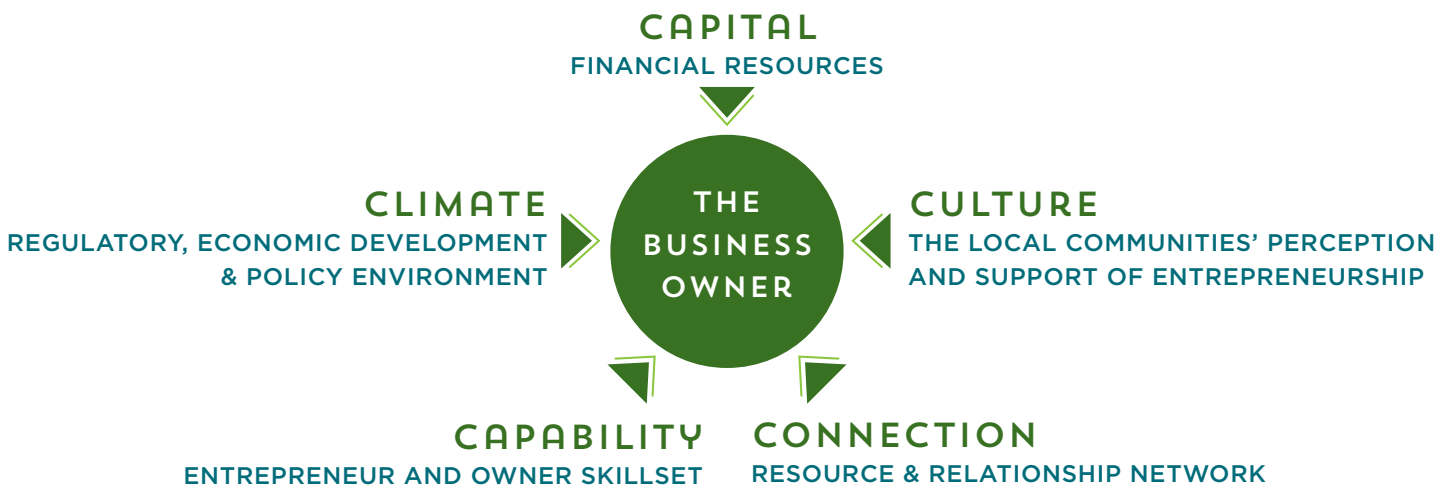 CAPITAL
FINANCIAL RESOURCES
CLIMATE
REGULATORY, ECONOMIC DEVELOPMENT
& POLICY ENVIRONMENT
THE
BUSINESS
OWNER
CULTURE
THE LOCAL COMMUNITIES’ PERCEPTION
AND SUPPORT OF ENTREPRENEURSHIP
CAPABILITY
ENTREPRENEUR AND OWNER SKILLSET
CONNECTION
RESOURCE & RELATIONSHIP NETWORK